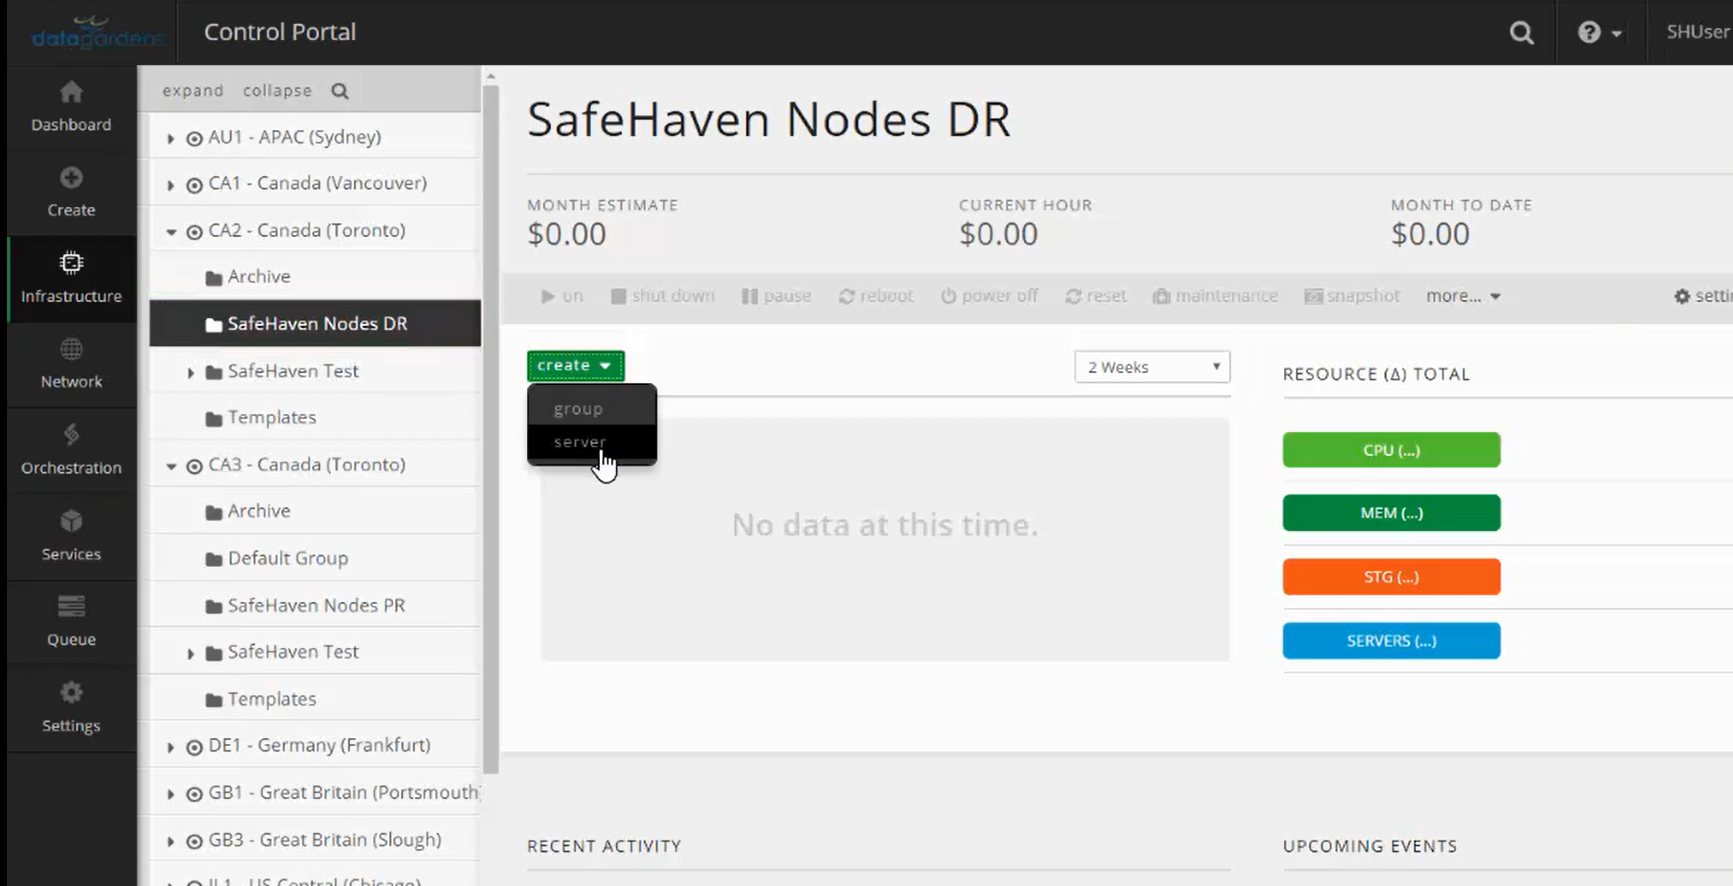 datagardens
Control Portal
SHUser
Dashboard
Create
Infrastructure
Network
Orchestration
Services
Queue
Settings
expand collapse
AU1 - APAC (Sydney)
CA1 - Canada (Vancouver)
CA2 - Canada (Toronto)
Archive
SafeHaven Nodes DR
SafeHaven Test
Templates
CA3 - Canada (Toronto)
Archive
Default Group
SafeHaven Nodes PR
SafeHaven Test
Templates
DE1 - Germany (Frankfurt)
GB1 - Great Britain (Portsmouth)
GB3 - Great Britain (Slough)
IL1 - US Central (Chicago)
SafeHaven Nodes DR
MONTH ESTIMATE
$0.00
CURRENT HOUR
$0.00
MONTH TO DATE
$0.00
on shut down pause reboot power off reset maintenance snapshot more... setti
create
group
server
2 Weeks
No data at this time.
RESOURCE (Δ) TOTAL
CPU (...)
MEM (...)
STG (...)
SERVERS (...)
RECENT ACTIVITY
UPCOMING EVENTS